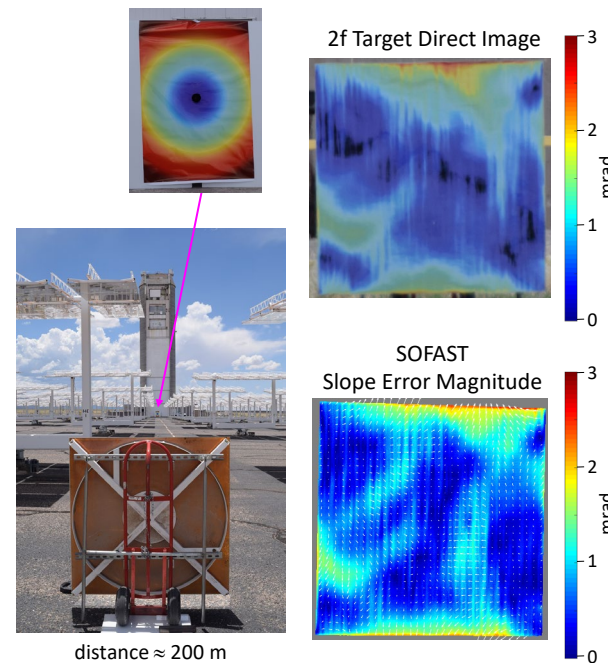 2f Target Direct Image
3
2
1
0
mrad
SOFAST
Slope Error Magnitude
3
2
1
0
mrad
distance ≈ 200 m